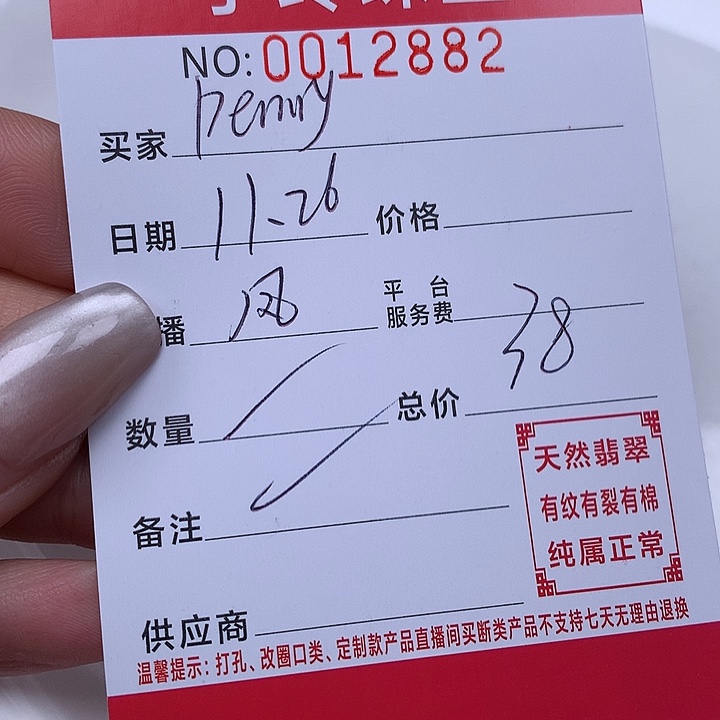 NO:0012882
买家 penny
日期 11.26 价格
播 风 平台服务费
38
数量 总价
备注
天然翡翠
有纹有裂有棉
纯属正常
供应商
温馨提示:打孔、改圈口类、定制款产品直播间买断类产品不支持七天无理由退换